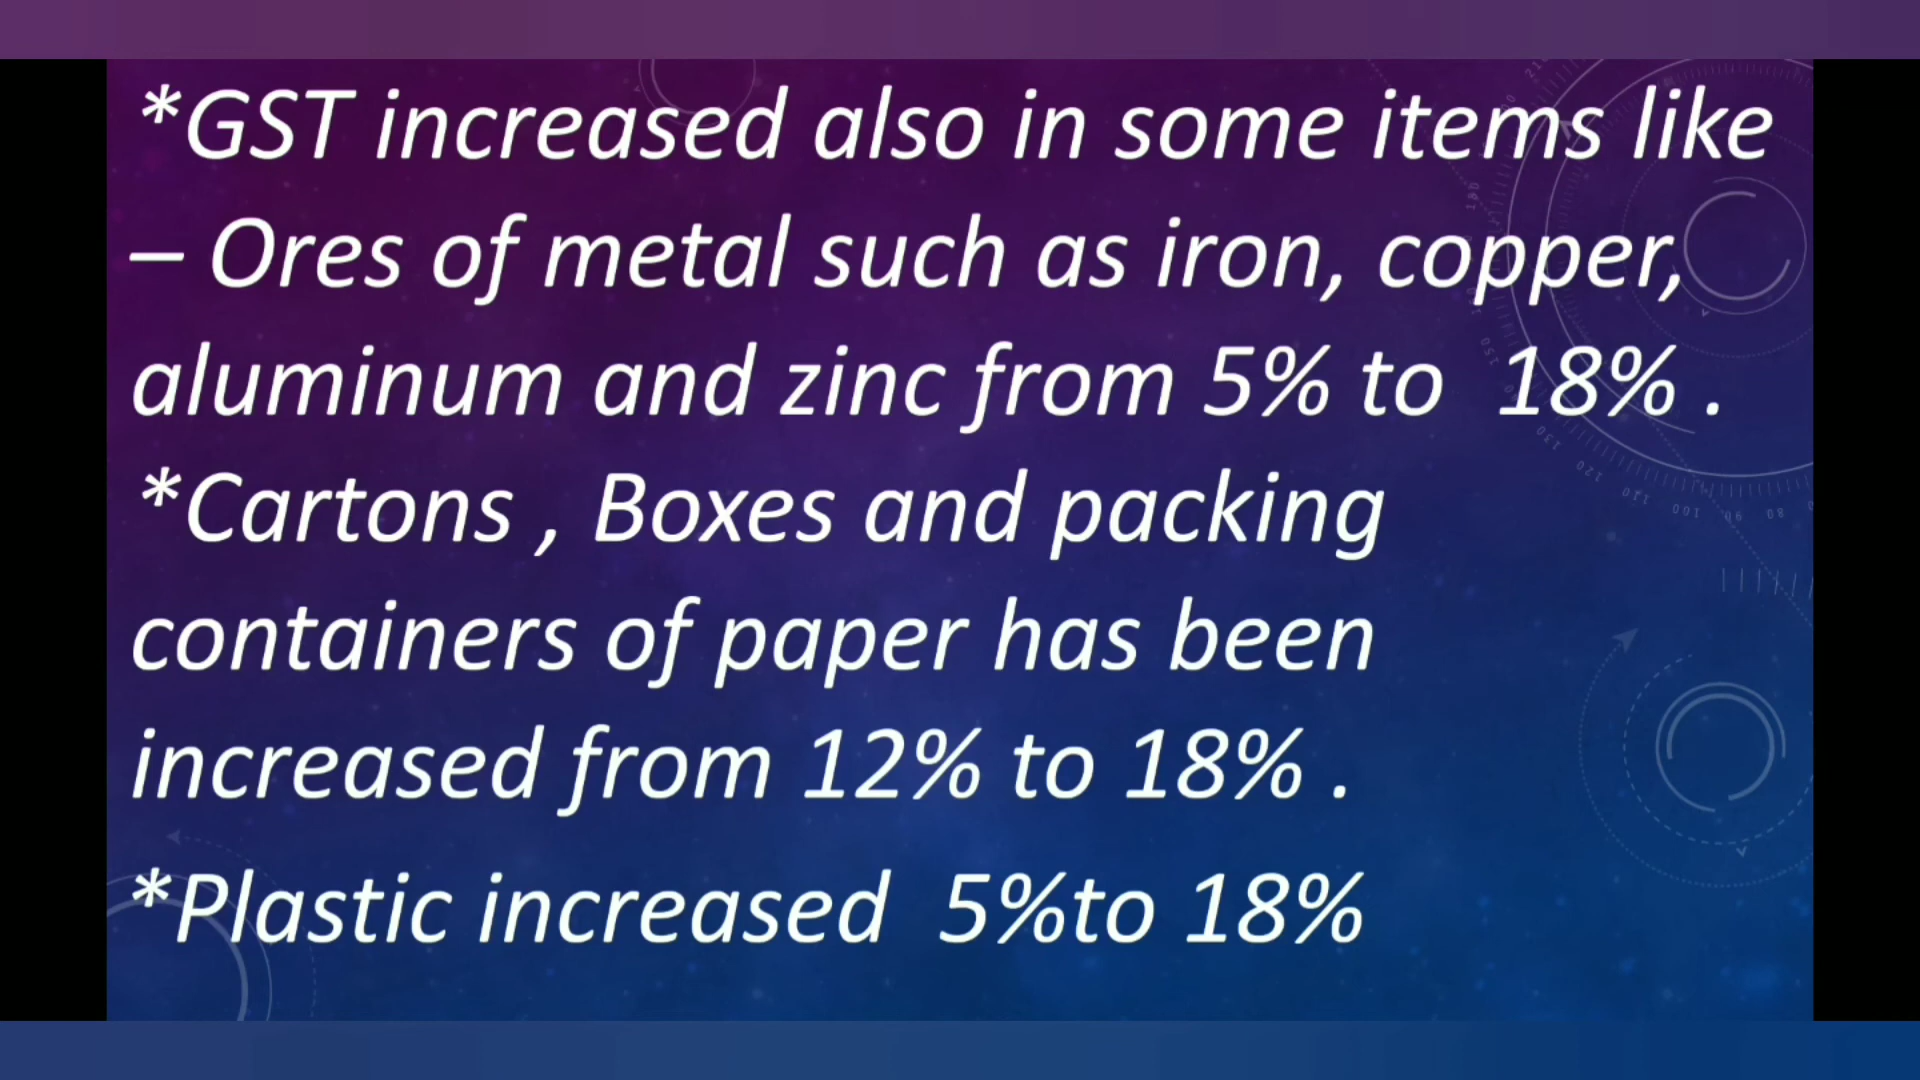 *GST increased also in some items like
– Ores of metal such as iron, copper,
aluminum and zinc from 5% to 18% .
*Cartons , Boxes and packing
containers of paper has been
increased from 12% to 18% .
*Plastic increased 5%to 18%